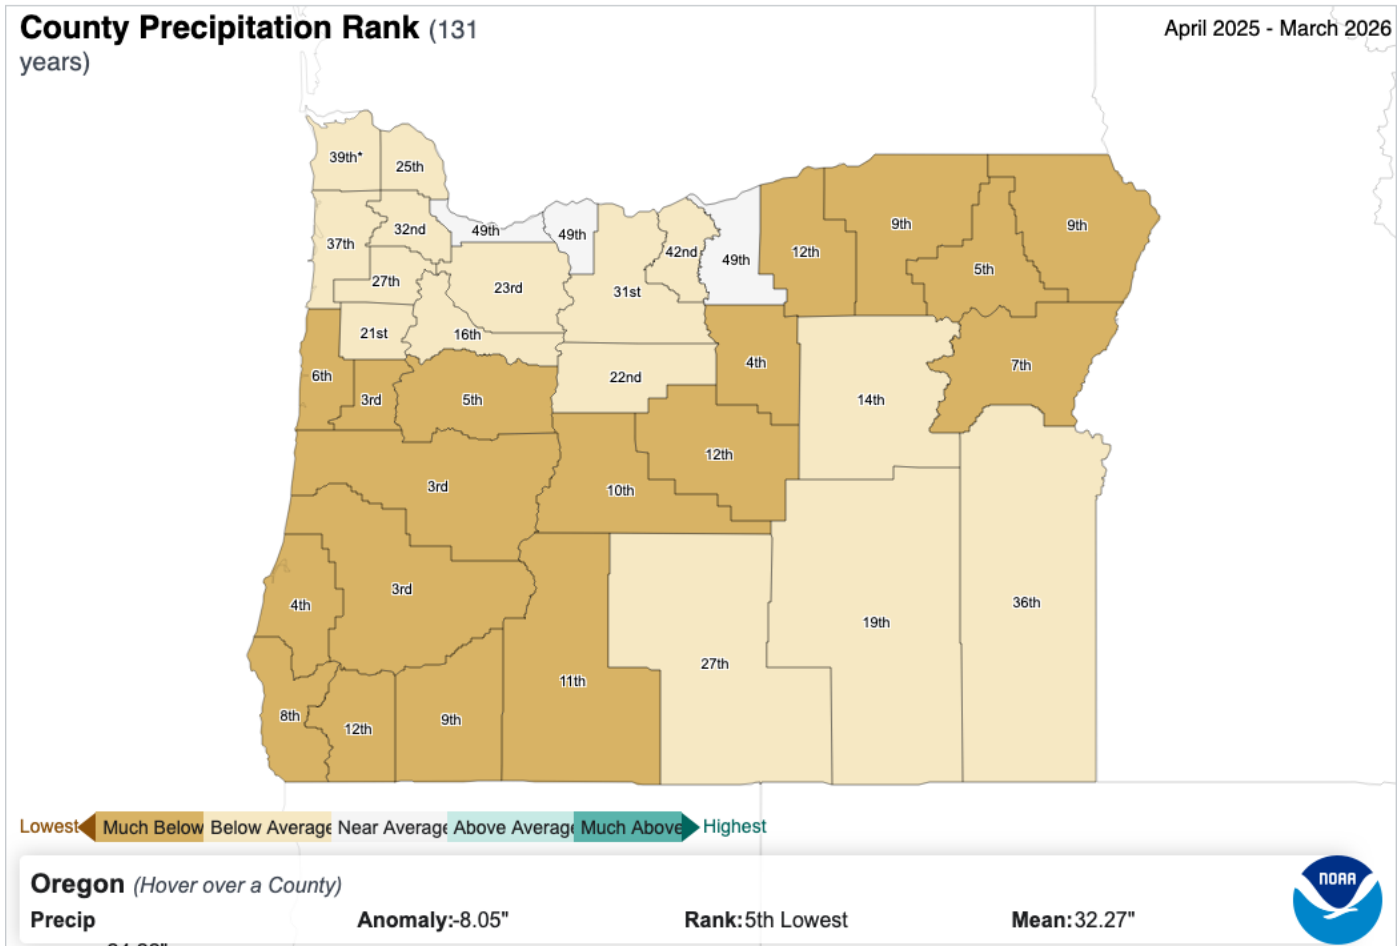 County Precipitation Rank (131
years)
April 2025 - March 2026
39th*
25th
37th
32nd
49th
49th
42nd
49th
12th
9th
5th
9th
27th
23rd
31st
21st
16th
6th
3rd
5th
22nd
4th
14th
7th
3rd
10th
12th
4th
3rd
19th
36th
27th
8th
12th
9th
11th
Lowest
Much Below
Below Average
Near Average
Above Average
Much Above
Highest
Oregon (Hover over a County)
Precip
Anomaly:-8.05"
Rank:5th Lowest
Mean:32.27"
NOAA